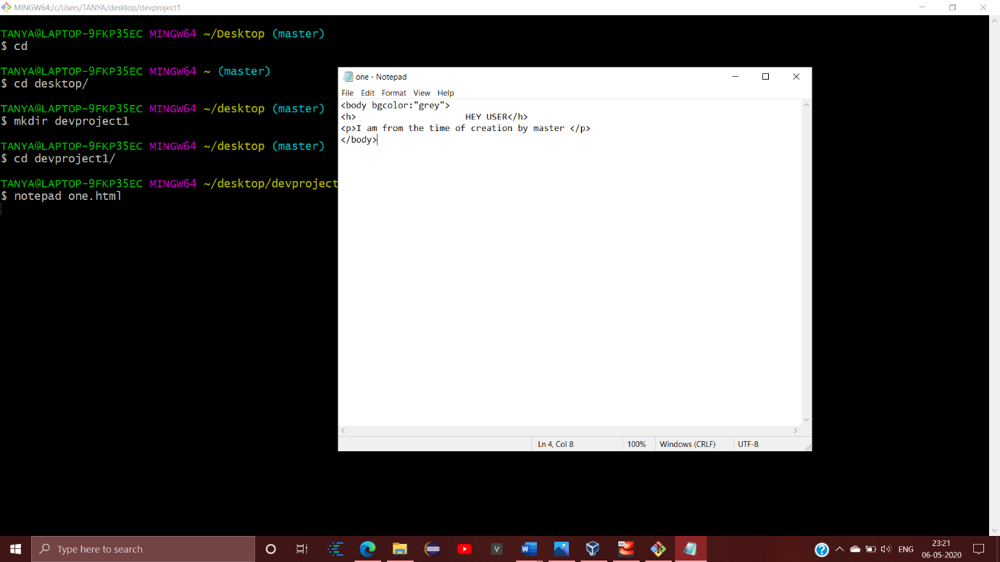 MINGW64:/c/Users/TANYA/desktop/devproject1
TANYA@LAPTOP-9FKP35EC MINGW64 ~/Desktop (master)
$ cd
TANYA@LAPTOP-9FKP35EC MINGW64 ~ (master)
$ cd desktop/
TANYA@LAPTOP-9FKP35EC MINGW64 ~/desktop (master)
$ mkdir devproject1
TANYA@LAPTOP-9FKP35EC MINGW64 ~/desktop (master)
$ cd devproject1/
TANYA@LAPTOP-9FKP35EC MINGW64 ~/desktop/devproject
$ notepad one.html
one - Notepad
File Edit Format View Help
<body bgcolor:"grey">
<h>                     HEY USER</h>
<p>I am from the time of creation by master </p>
</body>
Ln 4, Col 8 100% Windows (CRLF) UTF-8
Type here to search
V
W
64
?
ENG
23:21
06-05-2020